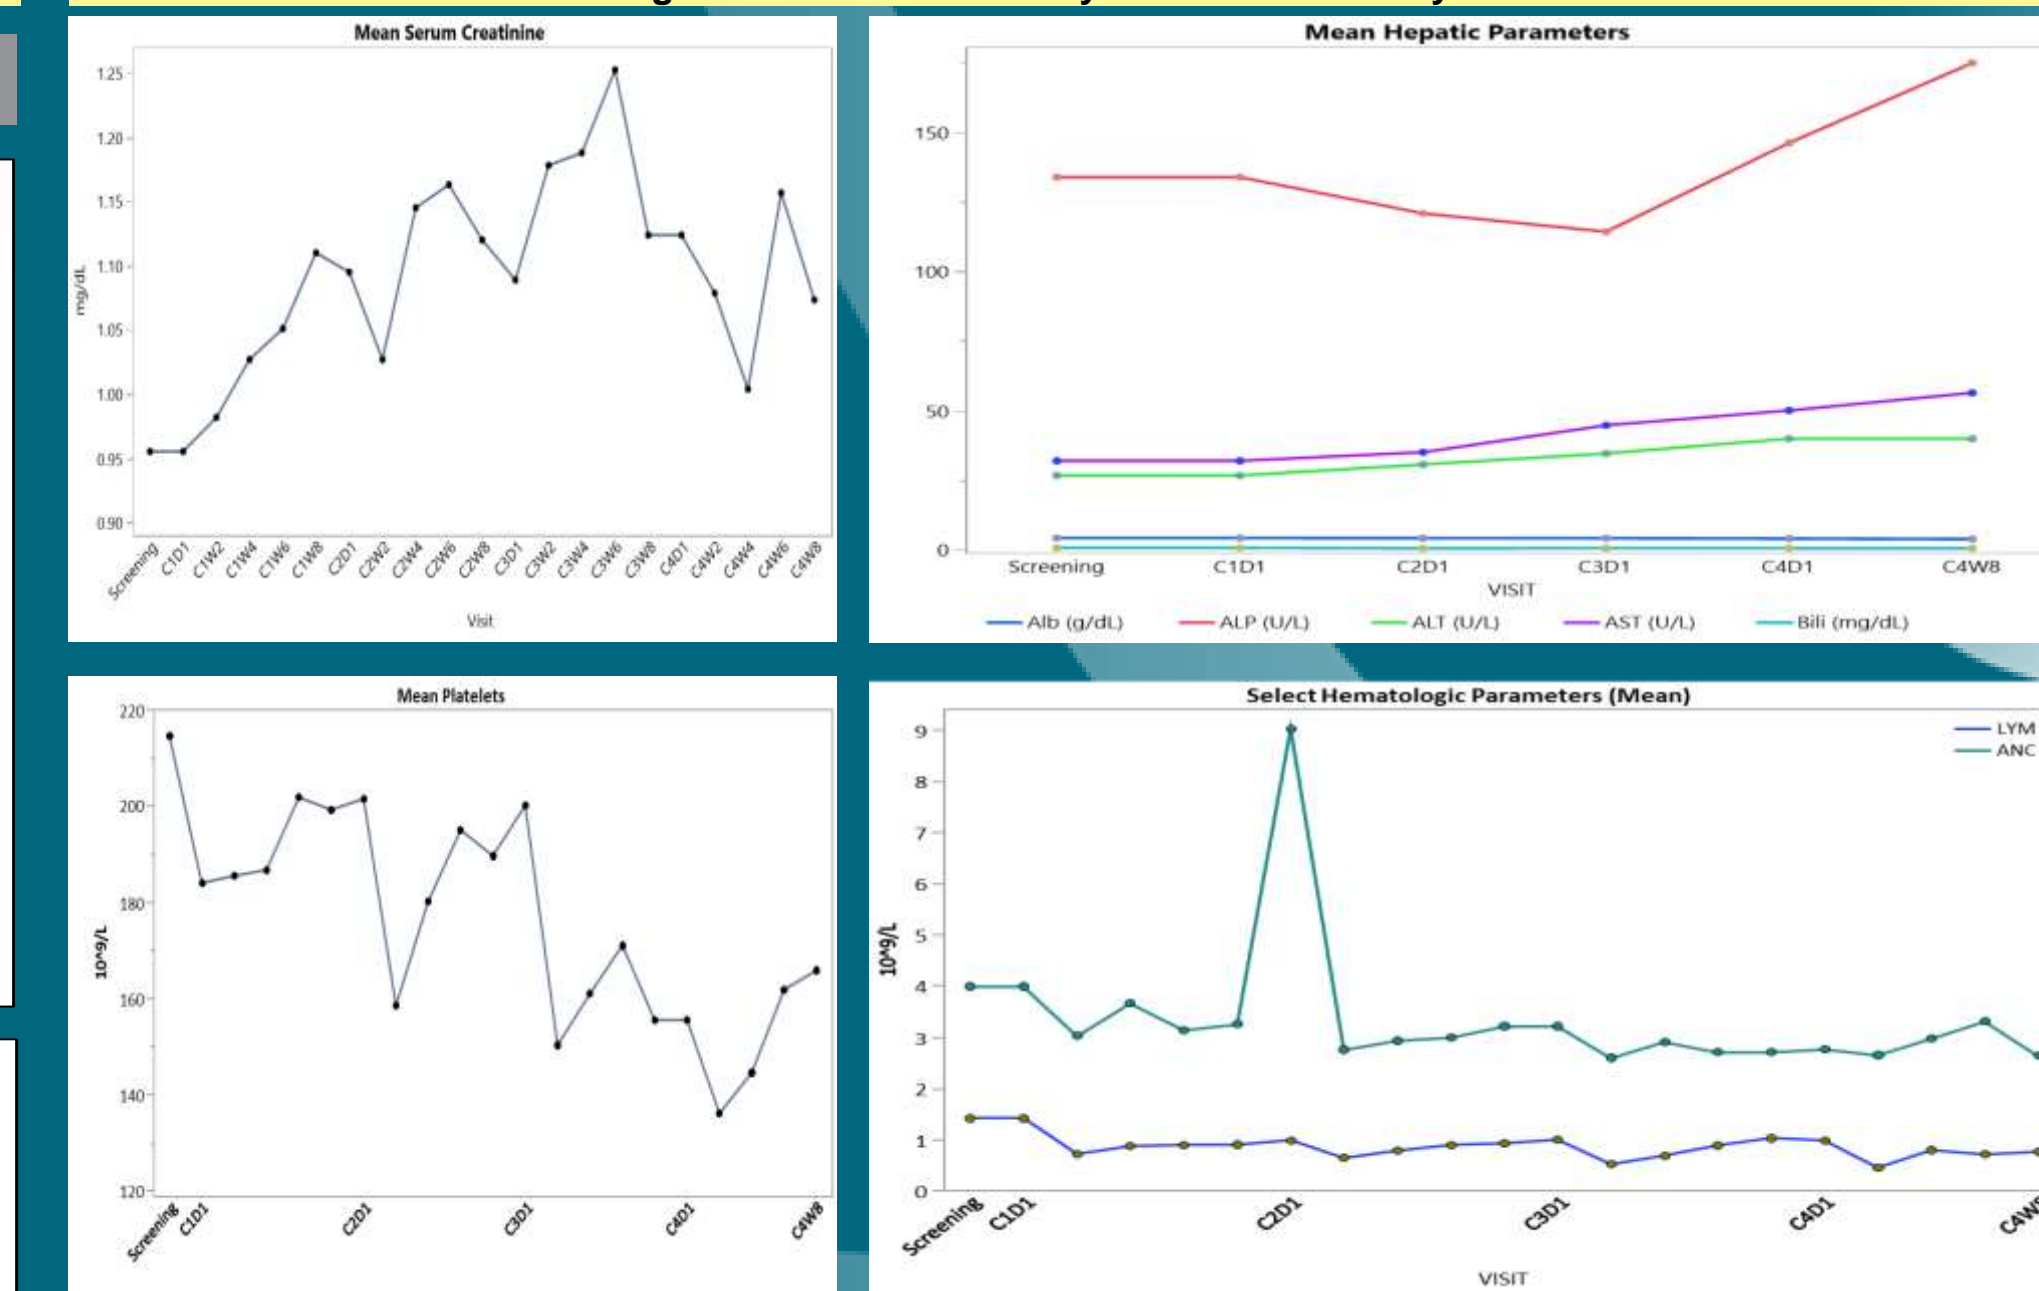 Mean Serum Creatinine
1.25
1.20
1.15
1.10
1.05
1.00
0.95
0.90
mg/dL
Screening C1D1 C1W2 C1W4 C1W6 C1W8 C2D1 C2W2 C2W4 C2W6 C2W8 C3D1 C3W2 C3W4 C3W6 C3W8 C4D1 C4W2 C4W4 C4W6 C4W8
Visit
Mean Hepatic Parameters
150
100
50
0
Screening C1D1 C2D1 C3D1 C4D1 C4W8
VISIT
Alb (g/dL) ALP (U/L) ALT (U/L) AST (U/L) Bili (mg/dL)
Mean Platelets
220
200
180
160
140
120
10^9/L
Screening C1D1 C2D1 C3D1 C4D1 C4W8
Select Hematologic Parameters (Mean)
LYM
ANC
9
8
7
6
5
4
3
2
1
0
10^9/L
Screening C1D1 C2D1 C3D1 C4D1 C4W8
VISIT